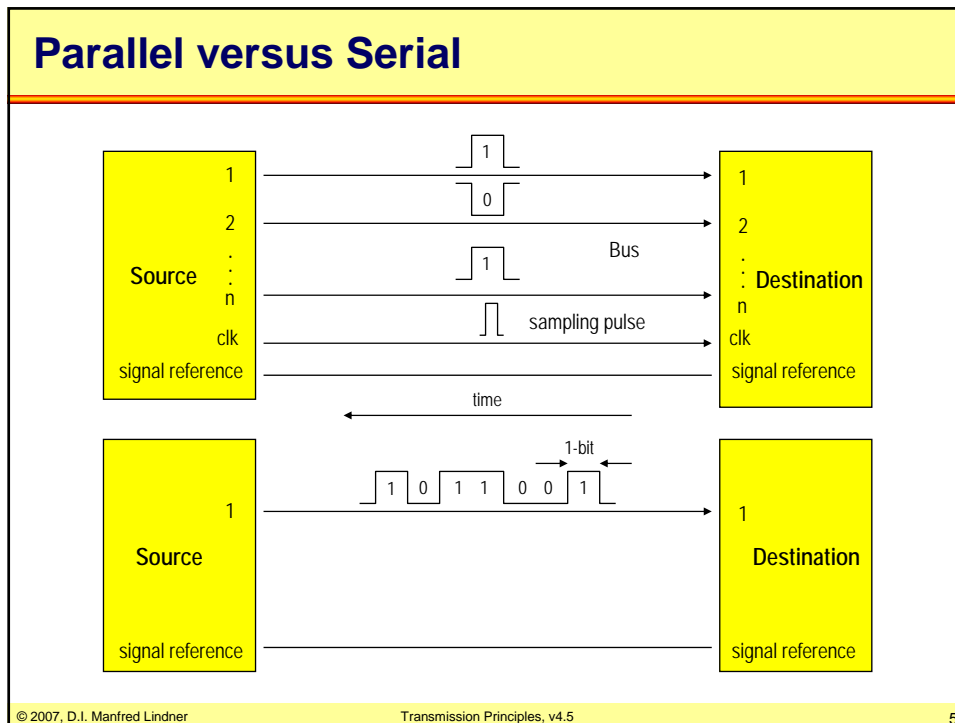 Parallel versus Serial
1
1
1
0
2
2
Bus
.
.
.
.
.
.
Source
1
Destination
n
n
sampling pulse
clk
clk
signal reference
signal reference
time
1-bit
1 0 1 1 0 0 1
1
1
Source
Destination
signal reference
signal reference
© 2007, D.I. Manfred Lindner
Transmission Principles, v4.5
5